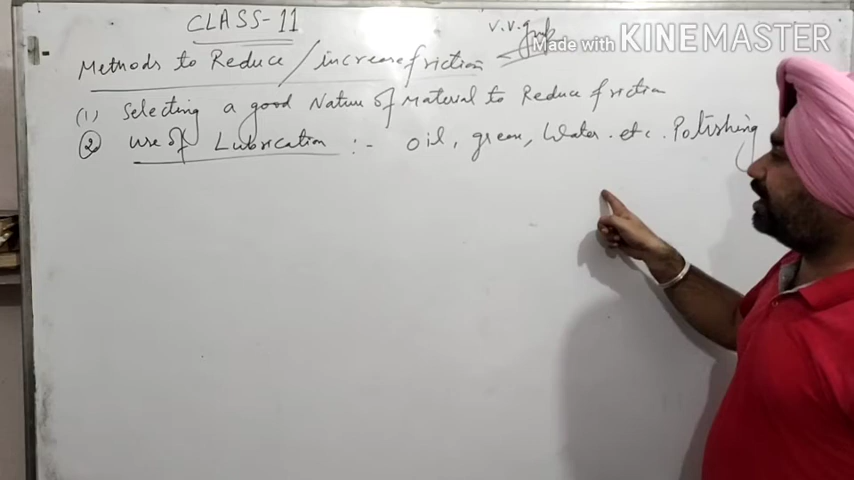 CLASS-11
V.V.
Made with KINEMASTER
Methods to Reduce / increase friction
(1) Selecting a good Nature of Material to Reduce friction
② use of Lubrication :- oil, greas, Water. etc. Polishing